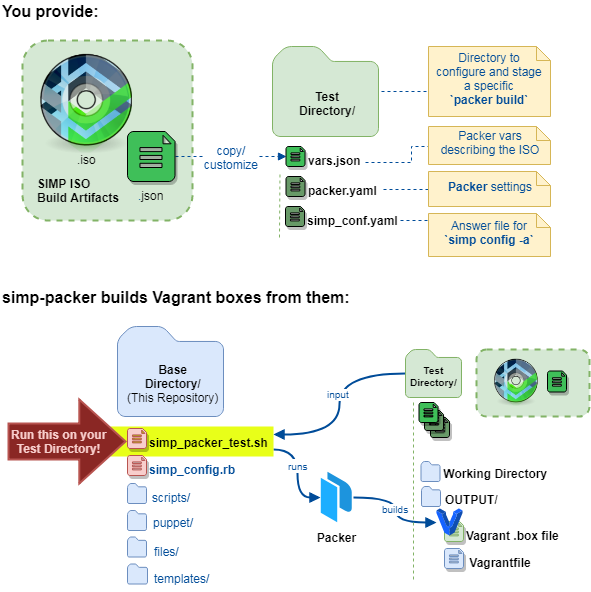 You provide:
.iso
SIMP ISO
Build Artifacts
.json
copy/
customize
Test
Directory/
vars.json
packer.yaml
simp_conf.yaml
Directory to
configure and stage
a specific
`packer build`
Packer vars
describing the ISO
Packer settings
Answer file for
`simp config -a`
simp-packer builds Vagrant boxes from them:
Base
Directory/
(This Repository)
Run this on your
Test Directory!
simp_packer_test.sh
simp_config.rb
scripts/
puppet/
files/
templates/
input
runs
Packer
builds
Test
Directory/
Working Directory
OUTPUT/
Vagrant .box file
Vagrantfile